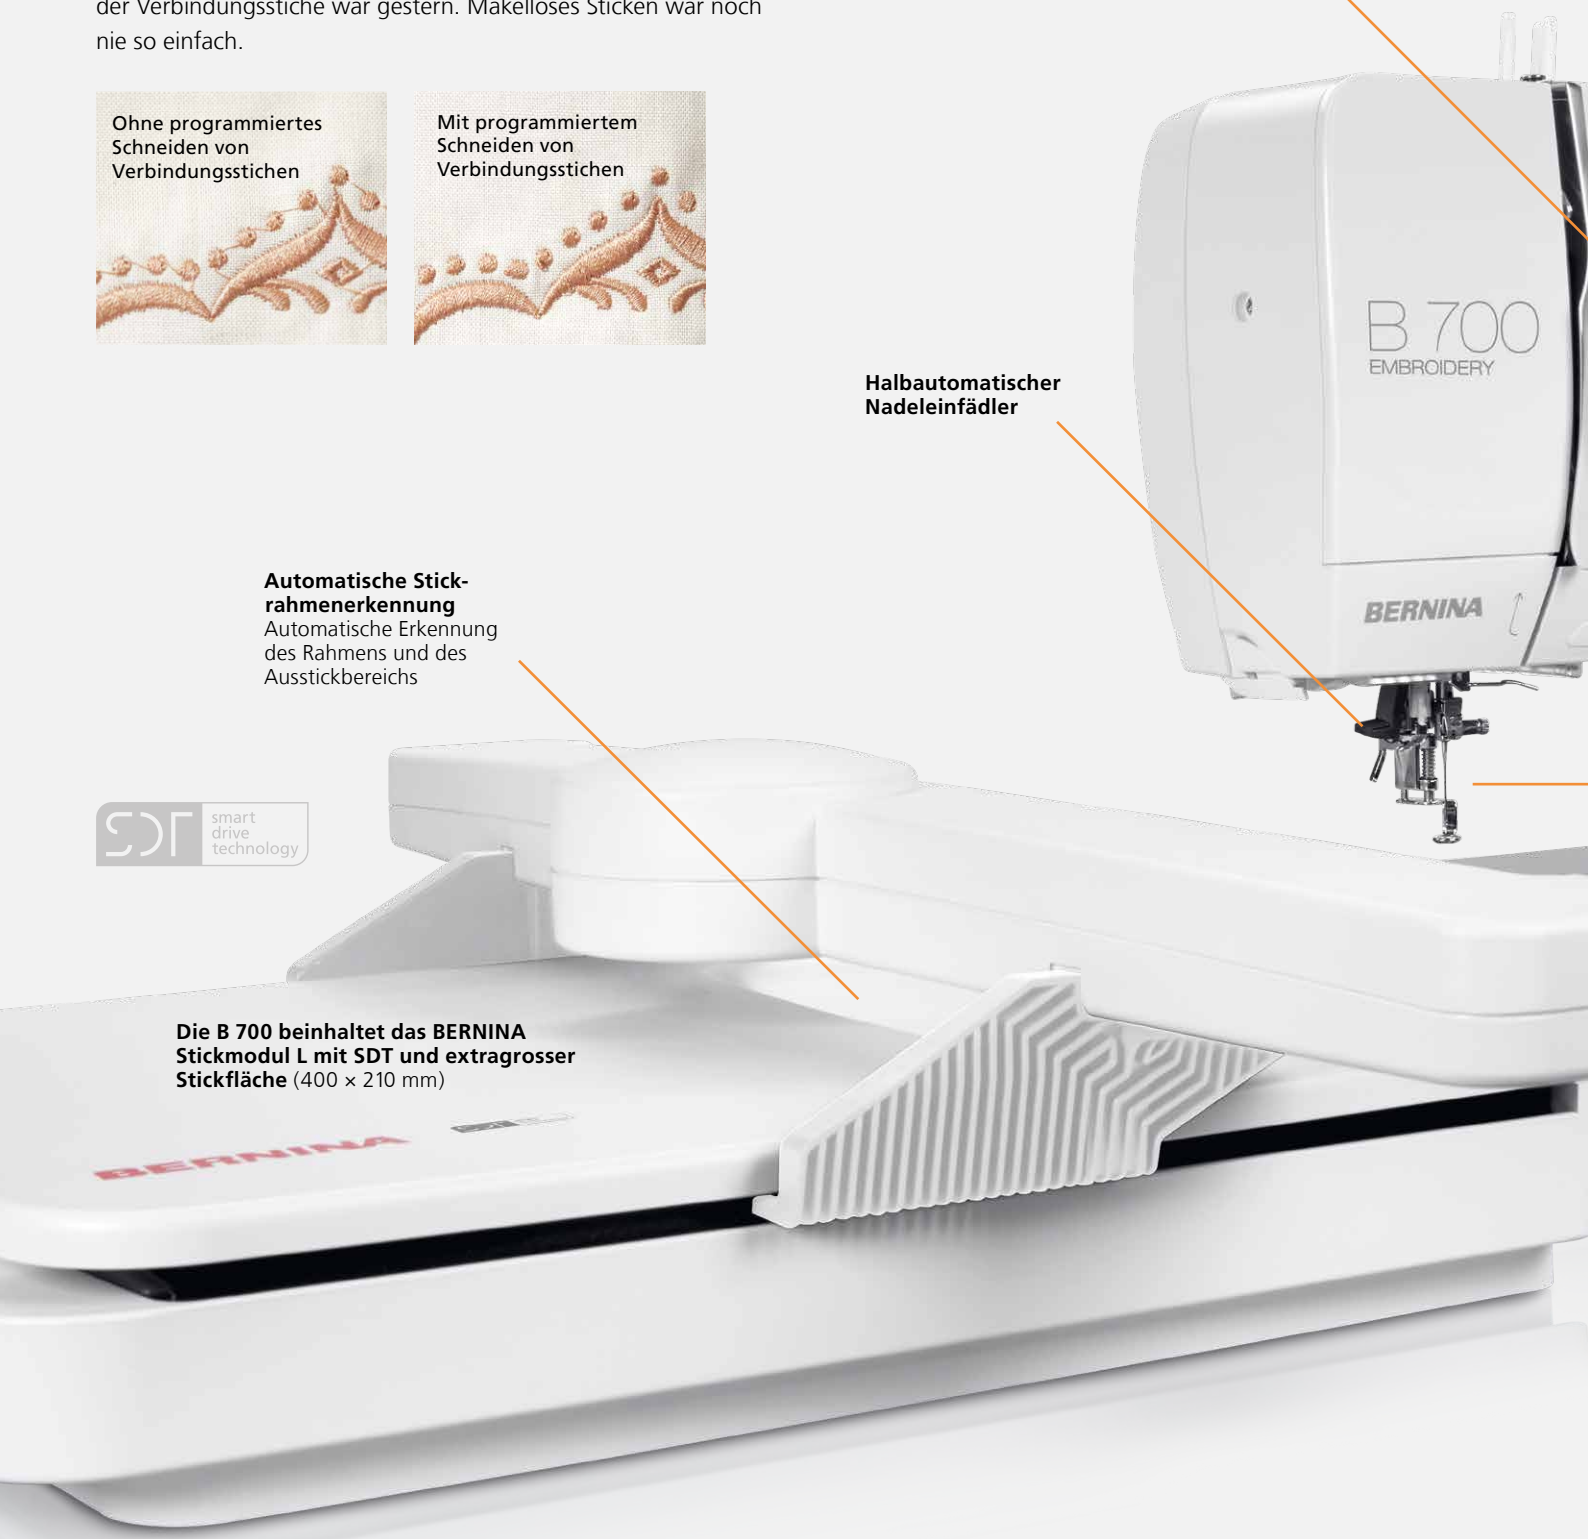 der Verbindungsstiche war gestern. Makelloses Sticken war noch
nie so einfach.
Ohne programmiertes
Schneiden von
Verbindungsstichen
Mit programmiertem
Schneiden von
Verbindungsstichen
B 700
EMBROIDERY
Halbautomatischer
Nadeleinfädler
BERNINA
Automatische Stick-
rahmenerkennung
Automatische Erkennung
des Rahmens und des
Ausstickbereichs
SDT
smart
drive
technology
Die B 700 beinhaltet das BERNINA
Stickmodul L mit SDT und extragrosser
Stickfläche (400 × 210 mm)
BERNINA